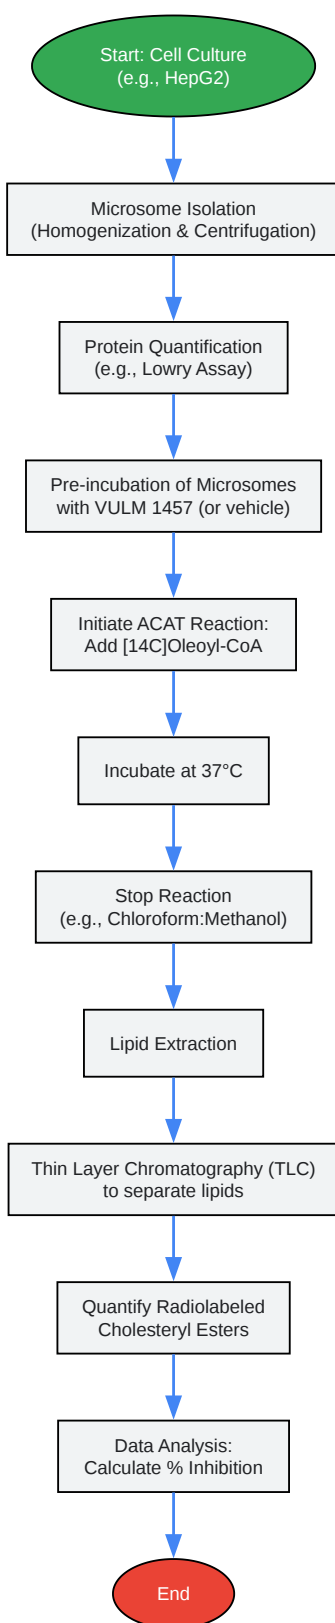 Start: Cell Culture
(e.g., HepG2)
Microsome Isolation
(Homogenization & Centrifugation)
Protein Quantification
(e.g., Lowry Assay)
Pre-incubation of Microsomes
with VULM 1457 (or vehicle)
Initiate ACAT Reaction:
Add [14C]Oleoyl-CoA
Incubate at 37°C
Stop Reaction
(e.g., Chloroform:Methanol)
Lipid Extraction
Thin Layer Chromatography (TLC)
to separate lipids
Quantify Radiolabeled
Cholesteryl Esters
Data Analysis:
Calculate % Inhibition
End